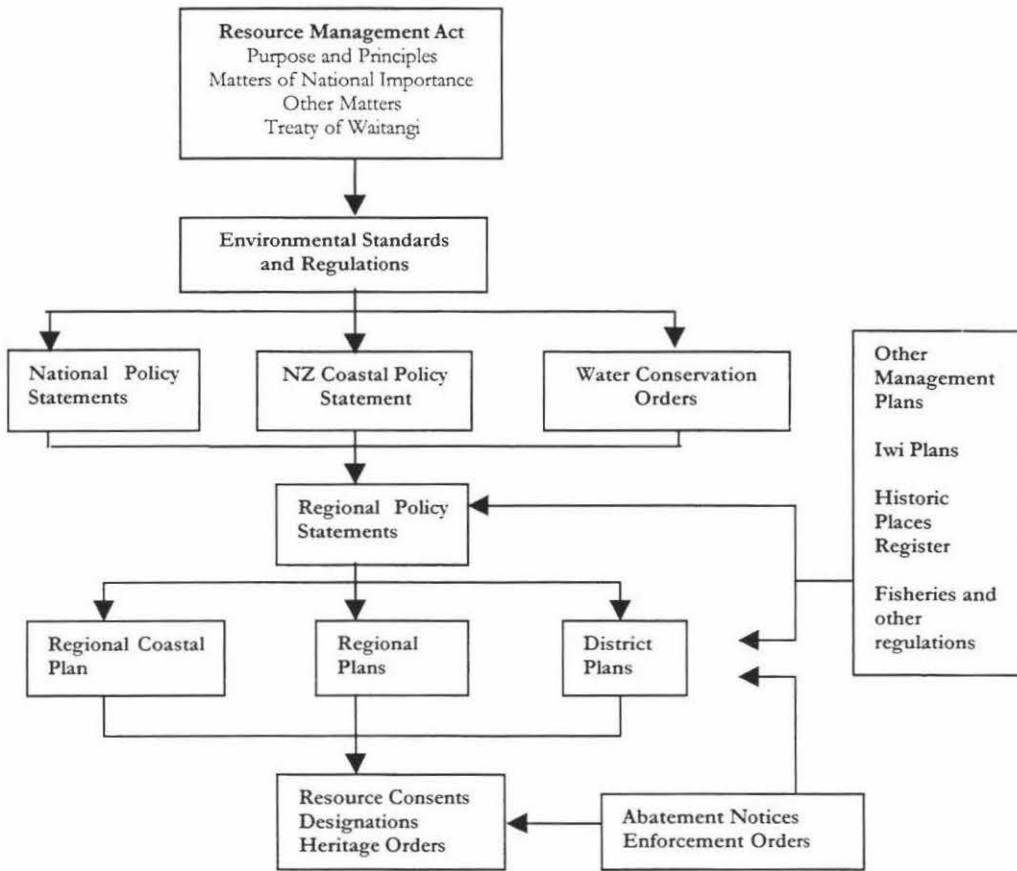 Resource Management Act
Purpose and Principles
Matters of National Importance
Other Matters
Treaty of Waitangi
Environmental Standards
and Regulations
National Policy
Statements
NZ Coastal Policy
Statement
Water Conservation
Orders
Other
Management
Plans
Iwi Plans
Historic
Places
Register
Fisheries and
other
regulations
Regional Policy
Statements
Regional Coastal
Plan
Regional
Plans
District
Plans
Resource Consents
Designations
Heritage Orders
Abatement Notices
Enforcement Orders